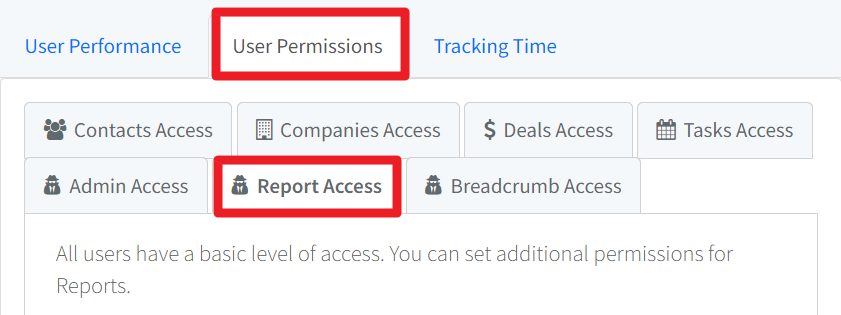 User Performance User Permissions Tracking Time
Contacts Access Companies Access Deals Access Tasks Access
Admin Access Report Access Breadcrumb Access
All users have a basic level of access. You can set additional permissions for
Reports.